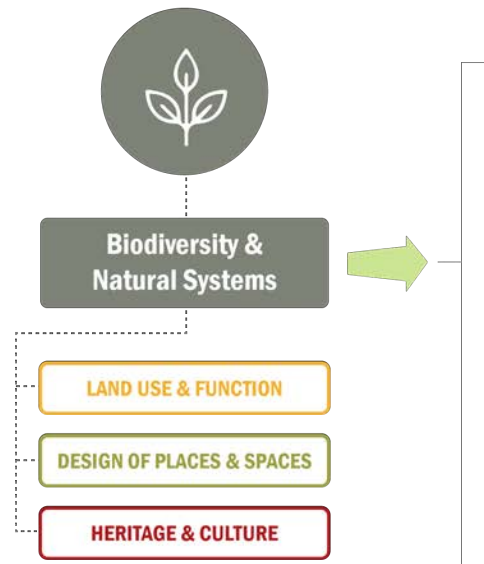 Biodiversity &
Natural Systems
LAND USE & FUNCTION
DESIGN OF PLACES & SPACES
HERITAGE & CULTURE